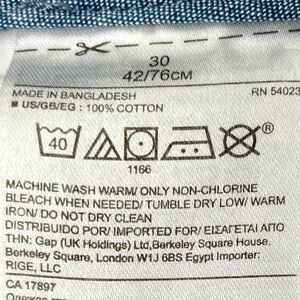 30
42/76CM
MADE IN BANGLADESH RN 54023
■ US/GB/EG : 100% COTTON
40
1166
MACHINE WASH WARM/ ONLY NON-CHLORINE
BLEACH WHEN NEEDED/ TUMBLE DRY LOW/ WARM
IRON/ DO NOT DRY CLEAN
DISTRIBUIDO POR/ IMPORTED FOR/ ΕΙΣΑΓΕΤΑΙ ΑΠΟ
ΤΗΝ: Gap (UK Holdings) Ltd,Berkeley Square House,
Berkeley Square, London W1J 6BS Egypt Importer:
RIGE, LLC
CA 17897